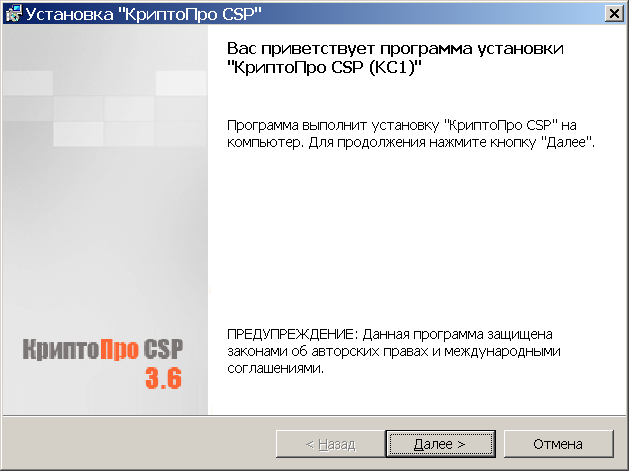 Установка "КриптоПро CSP"
Вас приветствует программа установки
"КриптоПро CSP (KC1)"
Программа выполнит установку "КриптоПро CSP" на
компьютер. Для продолжения нажмите кнопку "Далее".
КриптоПро CSP
3.6
ПРЕДУПРЕЖДЕНИЕ: Данная программа защищена
законами об авторских правах и международными
соглашениями.
< Назад
Далее >
Отмена